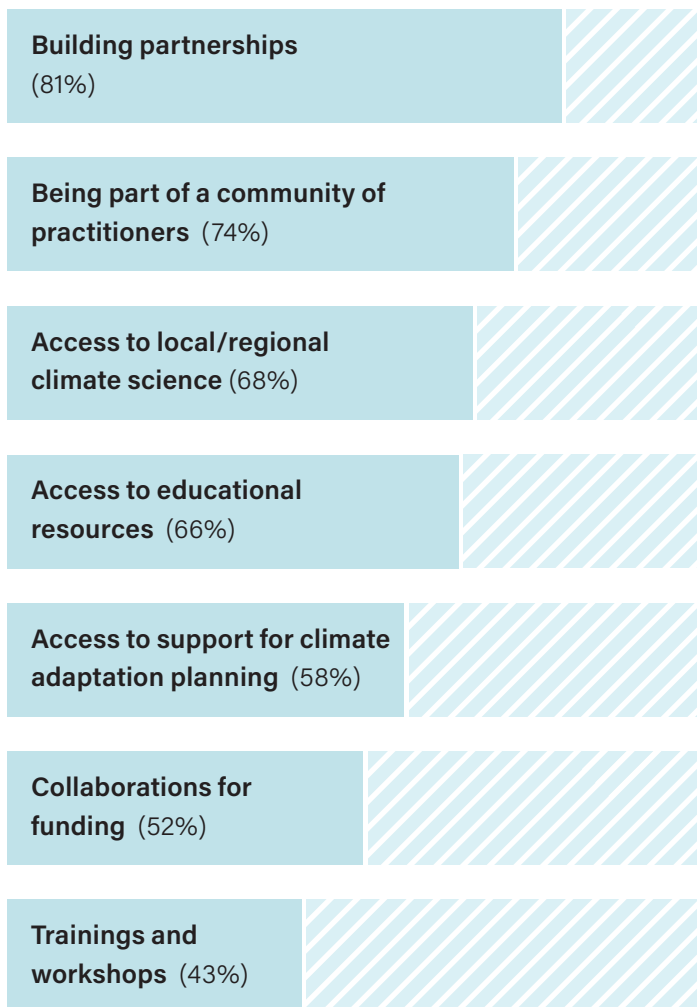 Building partnerships
(81%)
Being part of a community of
practitioners (74%)
Access to local/regional
climate science (68%)
Access to educational
resources (66%)
Access to support for climate
adaptation planning (58%)
Collaborations for
funding (52%)
Trainings and
workshops (43%)